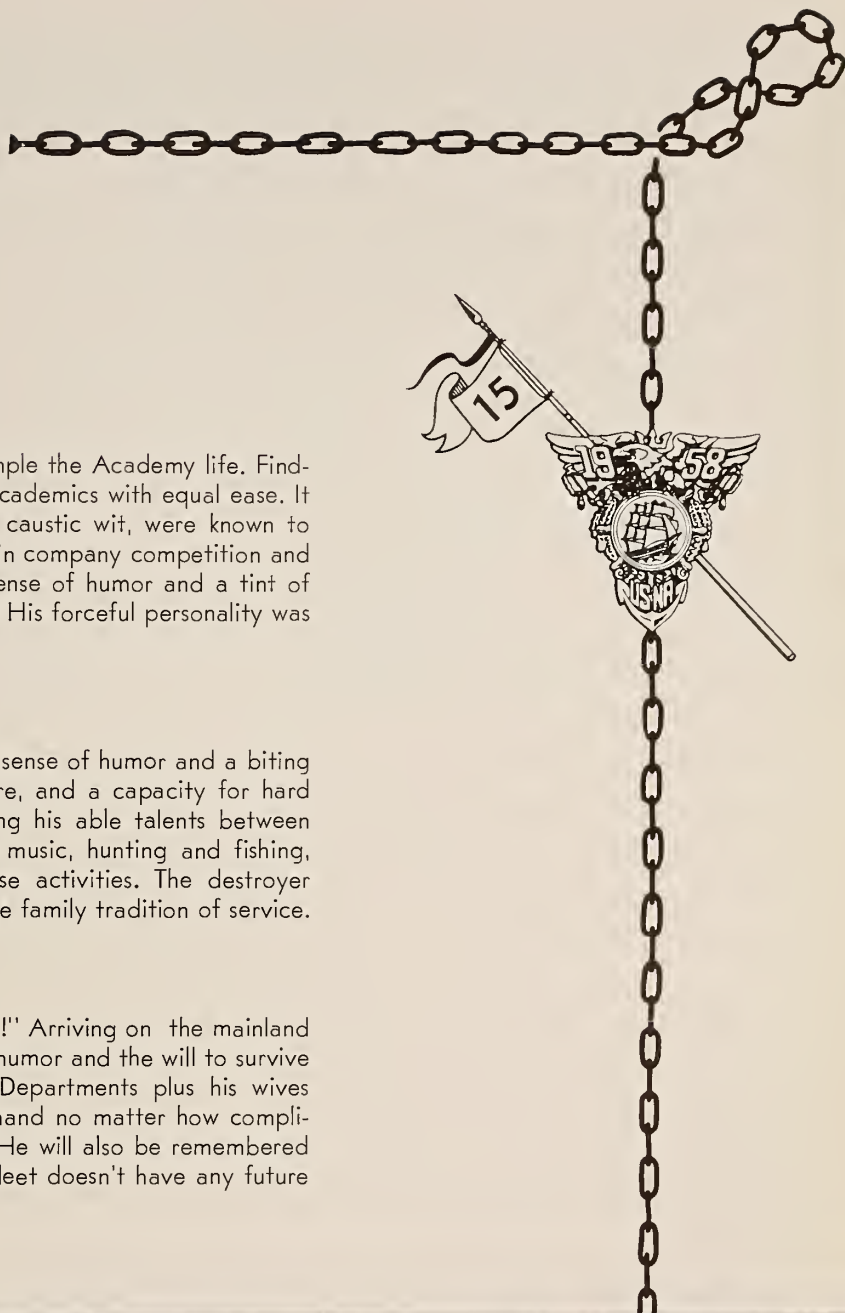 15
19 58
USNA
mple the Academy life. Find-
cademics with equal ease. It
caustic wit, were known to
in company competition and
ense of humor and a tint of
His forceful personality was
sense of humor and a biting
re, and a capacity for hard
ng his able talents between
music, hunting and fishing,
se activities. The destroyer
e family tradition of service.
!" Arriving on the mainland
humor and the will to survive
Departments plus his wives
hand no matter how compli-
He will also be remembered
leet doesn't have any future